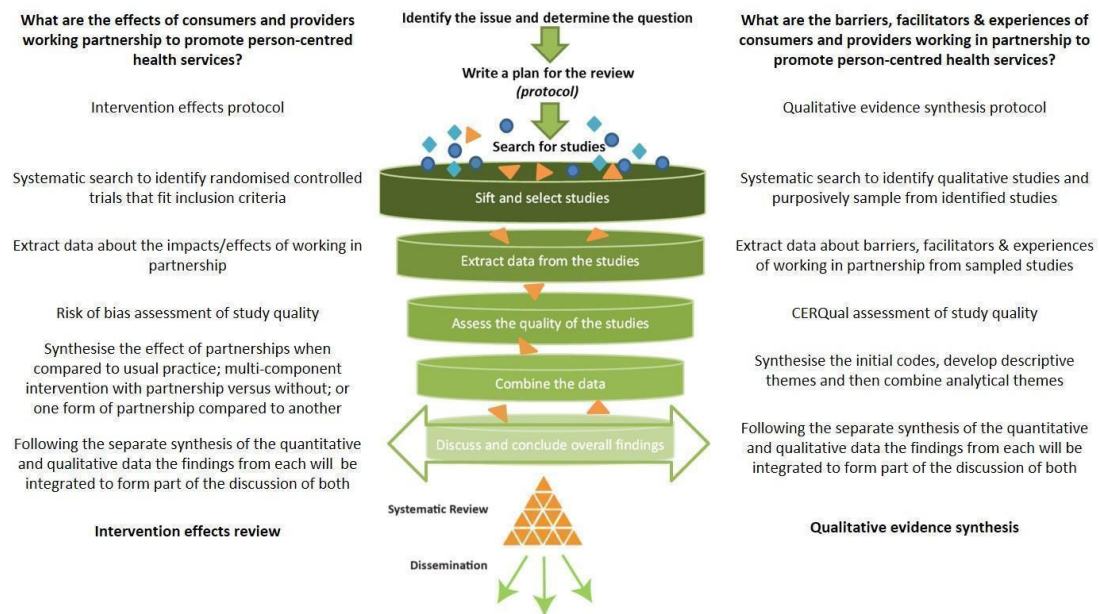 What are the effects of consumers and providers
working partnership to promote person-centred
health services?
Identify the issue and determine the question
What are the barriers, facilitators & experiences of
consumers and providers working in partnership to
promote person-centred health services?
Write a plan for the review
(protocol)
Intervention effects protocol
Qualitative evidence synthesis protocol
Search for studies
Systematic search to identify randomised controlled
trials that fit inclusion criteria
Sift and select studies
Systematic search to identify qualitative studies and
purposively sample from identified studies
Extract data about the impacts/effects of working in
partnership
Extract data from the studies
Extract data about barriers, facilitators & experiences
of working in partnership from sampled studies
Risk of bias assessment of study quality
Assess the quality of the studies
CERQual assessment of study quality
Synthesise the effect of partnerships when
compared to usual practice; multi-component
intervention with partnership versus without; or
one form of partnership compared to another
Combine the data
Synthesise the initial codes, develop descriptive
themes and then combine analytical themes
Following the separate synthesis of the quantitative
and qualitative data the findings from each will be
integrated to form part of the discussion of both
Discuss and conclude overall findings
Following the separate synthesis of the quantitative
and qualitative data the findings from each will be
integrated to form part of the discussion of both
Systematic Review
Intervention effects review
Qualitative evidence synthesis
Dissemination